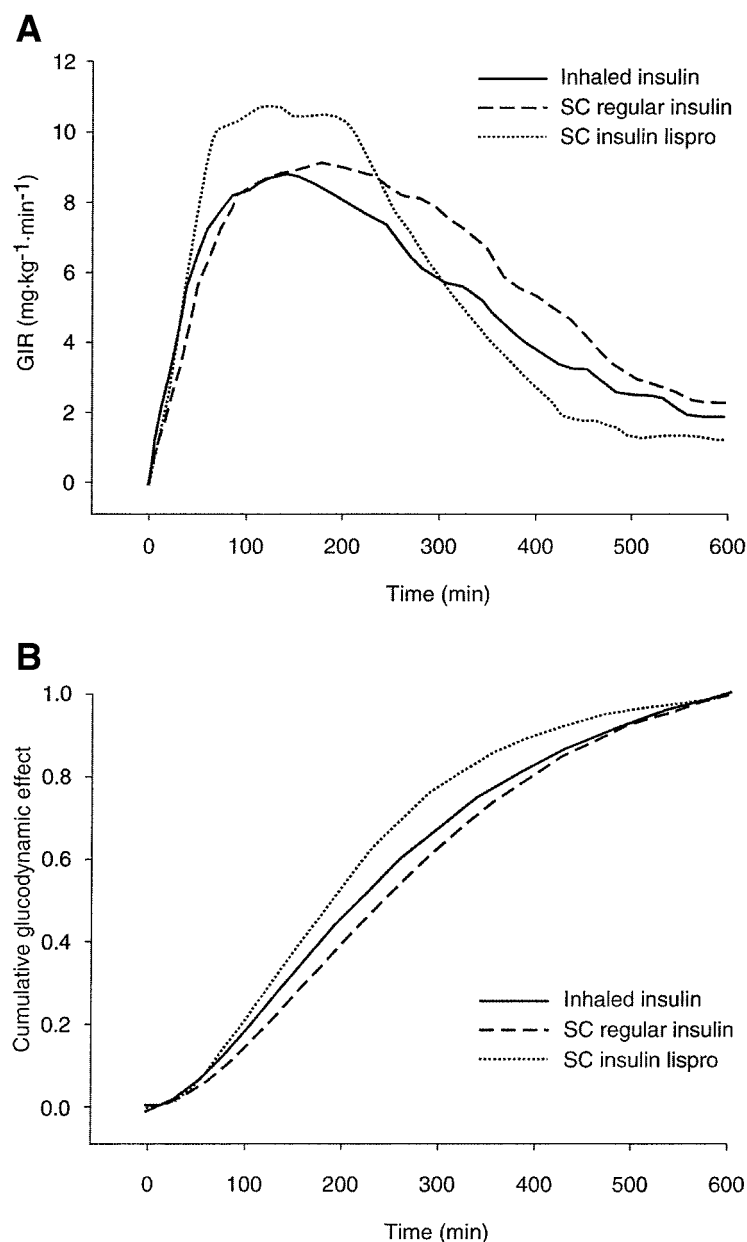 A
Inhaled insulin
SC regular insulin
SC insulin lispro
12
10
8
6
4
2
0
GIR (mg·kg⁻¹·min⁻¹)
0 100 200 300 400 500 600
Time (min)
B
1.0
0.8
0.6
0.4
0.2
0.0
Cumulative glucodynamic effect
Inhaled insulin
SC regular insulin
SC insulin lispro
0 100 200 300 400 500 600
Time (min)